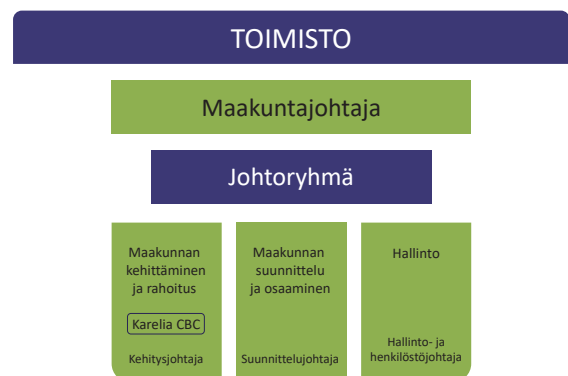 TOIMISTO
Maakuntajohtaja
Johtoryhmä
Maakunnan
kehittäminen
ja rahoitus
Karelia CBC
Kehitysjohtaja
Maakunnan
suunnittelu
ja osaaminen
Suunnittelujohtaja
Hallinto
Hallinto- ja
henkilöstöjohtaja